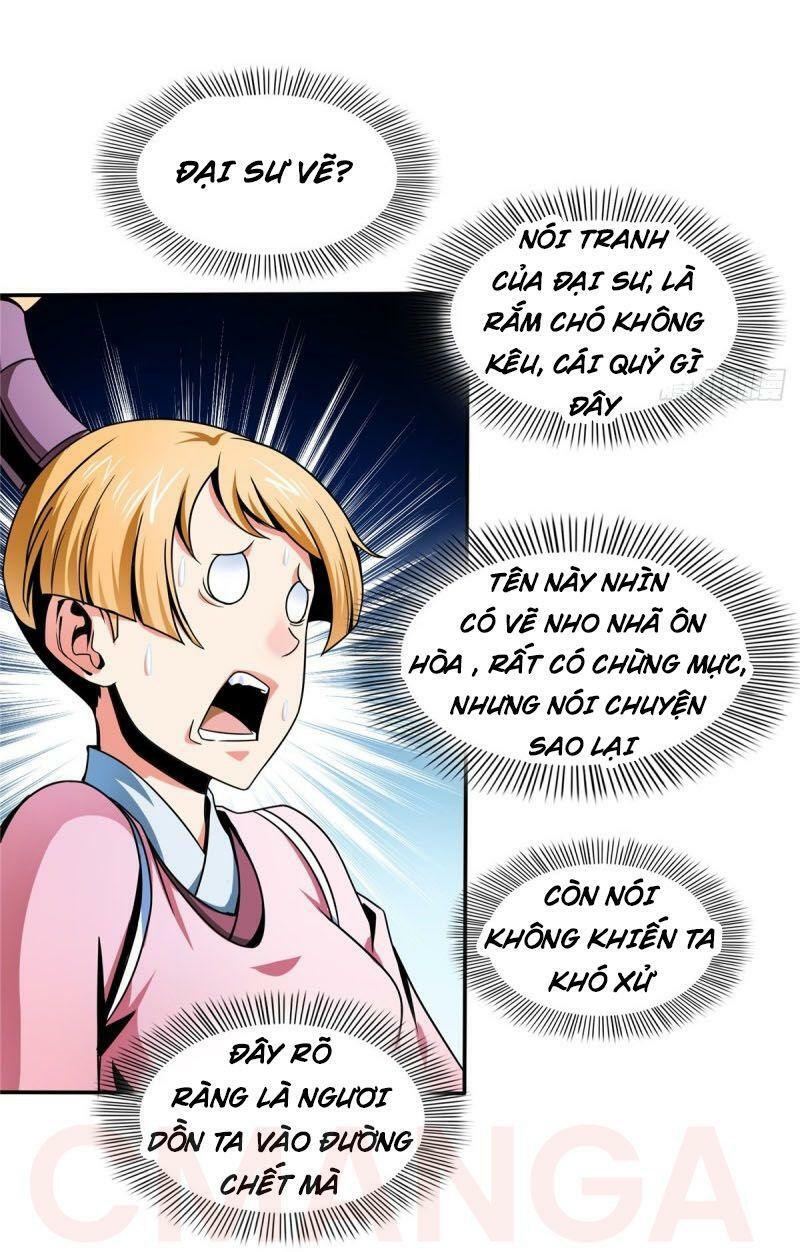 ĐẠI SƯ VẼ?
NÓI TRANH
CỦA ĐẠI SƯ, LÀ
RẮM CHÓ KHÔNG
KÊU, CÁI QUỶ GÌ
ĐÂY
TÊN NÀY NHÌN
CÓ VẼ NHO NHÃ ÔN
HÒA , RẤT CÓ CHỪNG MỰC,
NHƯNG NÓI CHUYỆN
SAO LẠI
CÒN NÓI
KHÔNG KHIẾN TA
KHÓ XỬ
ĐÂY RÕ
RÀNG LÀ NGƯƠI
DỒN TA VÀO ĐƯỜNG
CHẾT MÀ
CMANGA